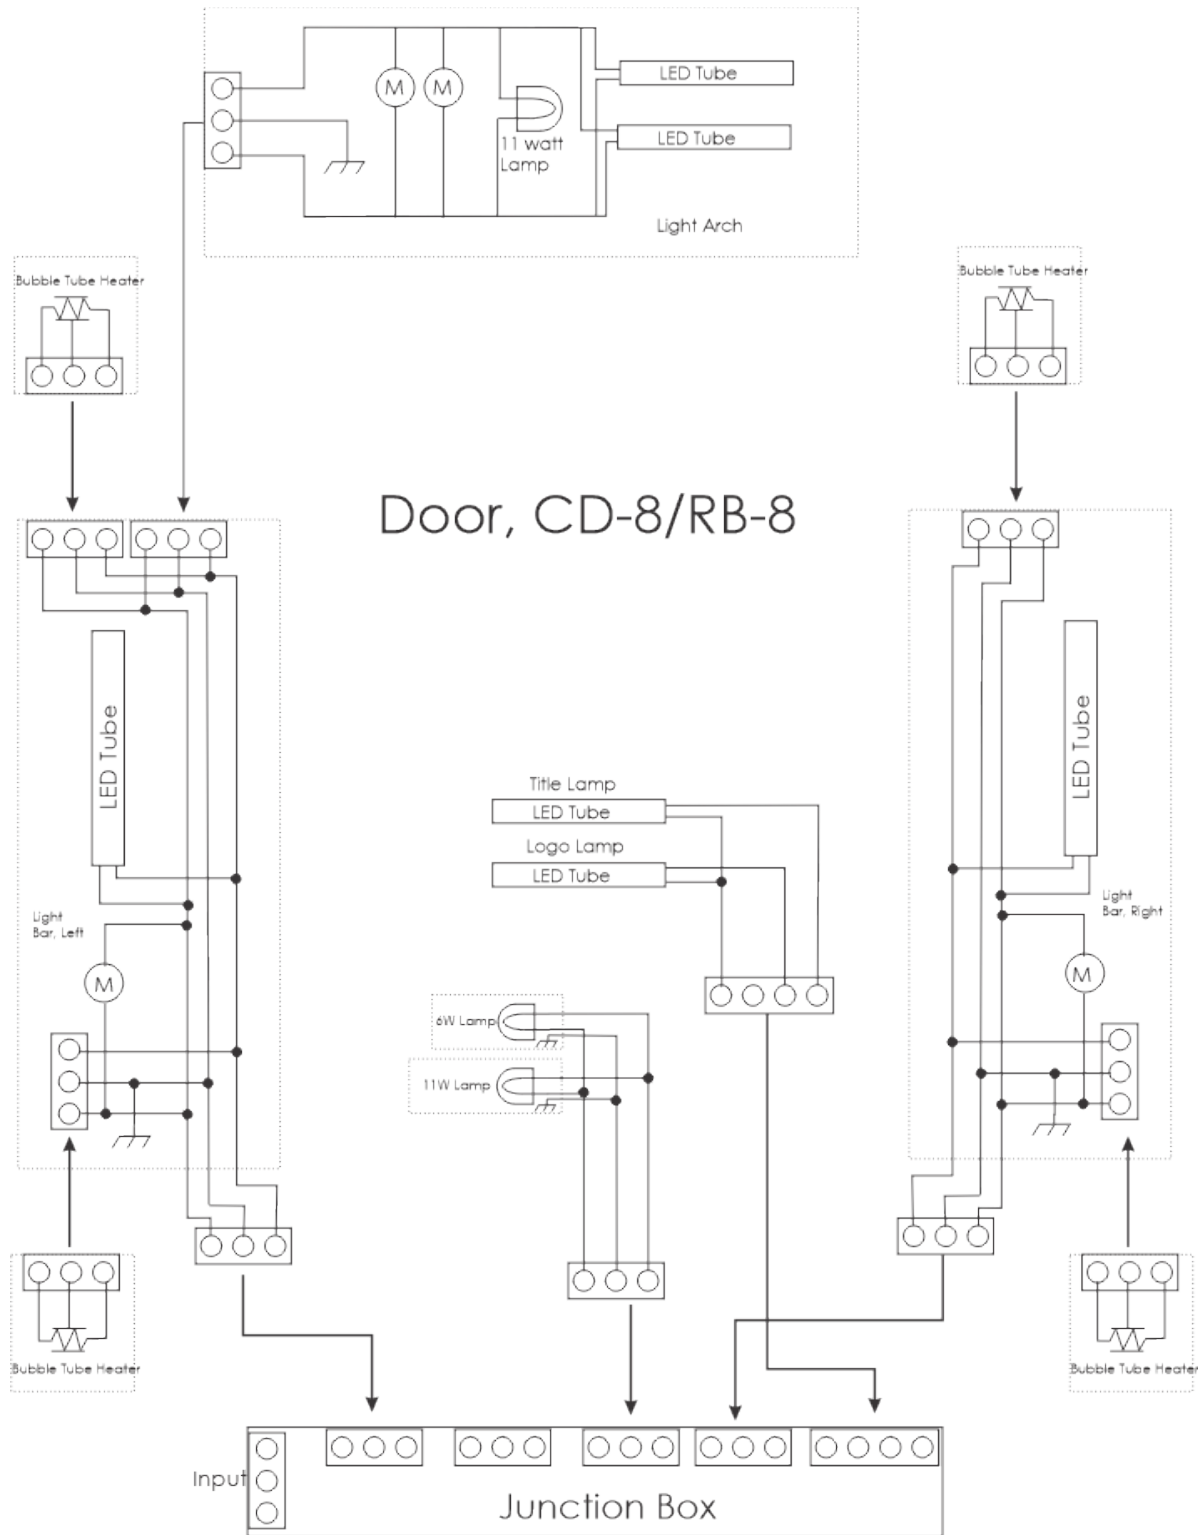 LED Tube
M
M
LED Tube
11 watt
Lamp
Light Arch
Bubble Tube Heater
Bubble Tube Heater
Door, CD-8/RB-8
LED Tube
LED Tube
Title Lamp
LED Tube
Logo Lamp
LED Tube
Light
Bar, Left
Light
Bar, Right
M
M
6W Lamp
11W Lamp
Bubble Tube Heater
Bubble Tube Heater
Input
Junction Box